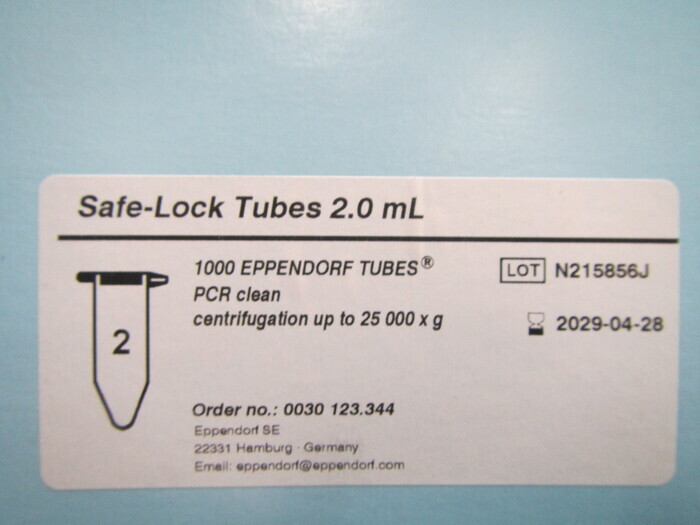 Safe-Lock Tubes 2.0 mL
1000 EPPENDORF TUBES®
PCR clean
centrifugation up to 25 000 x g
LOT N215856J
2029-04-28
2
Order no.: 0030 123.344
Eppendorf SE
22331 Hamburg · Germany
Email: eppendorf@eppendorf.com